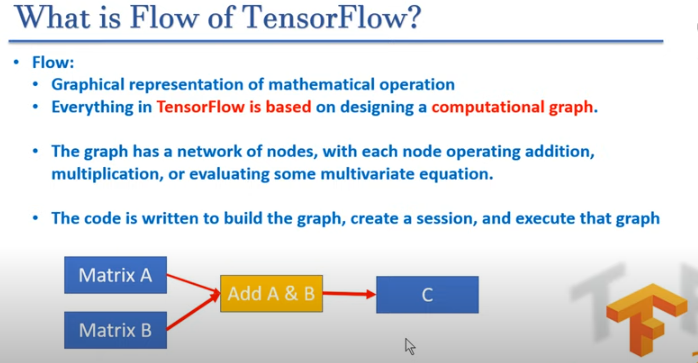 What is Flow of TensorFlow?
• Flow:
• Graphical representation of mathematical operation
• Everything in TensorFlow is based on designing a computational graph.
• The graph has a network of nodes, with each node operating addition,
multiplication, or evaluating some multivariate equation.
• The code is written to build the graph, create a session, and execute that graph
Matrix A
Add A & B
C
Matrix B